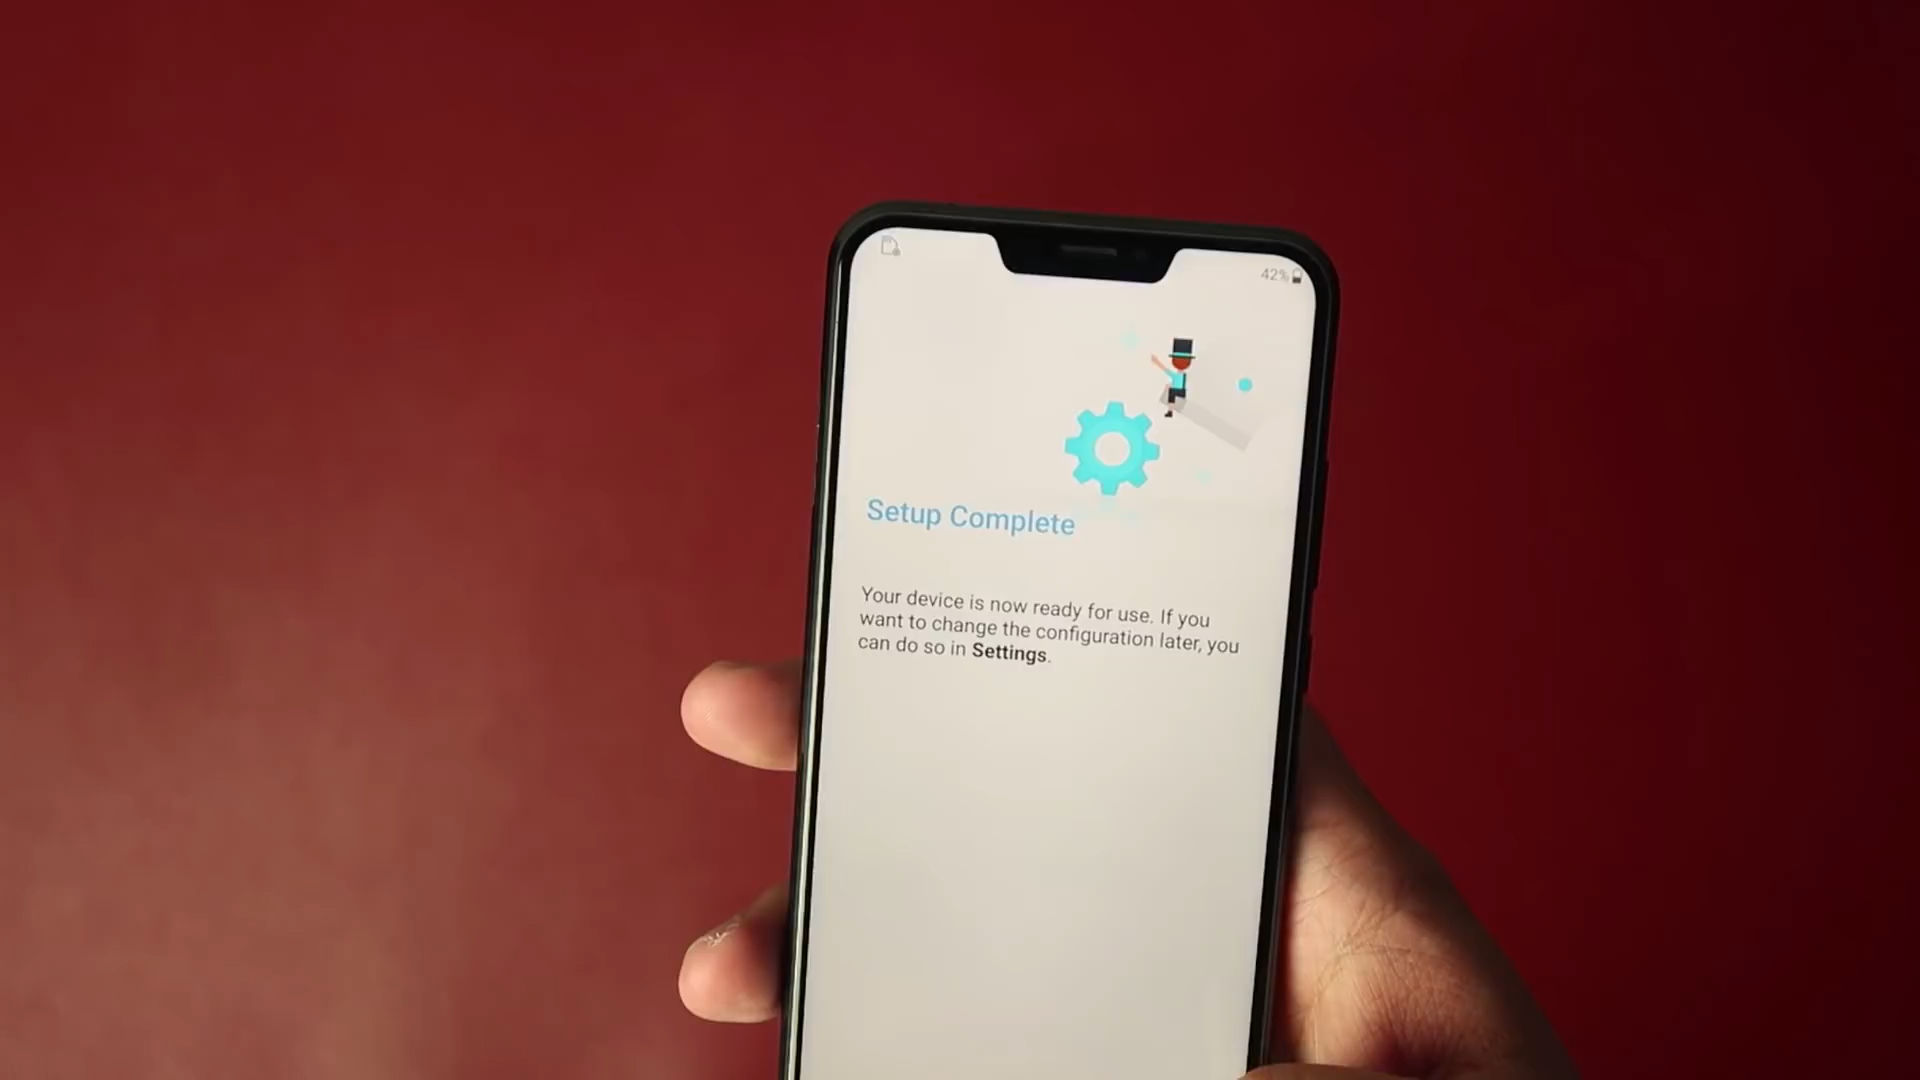 42%
Setup Complete
Your device is now ready for use. If you
want to change the configuration later, you
can do so in Settings.